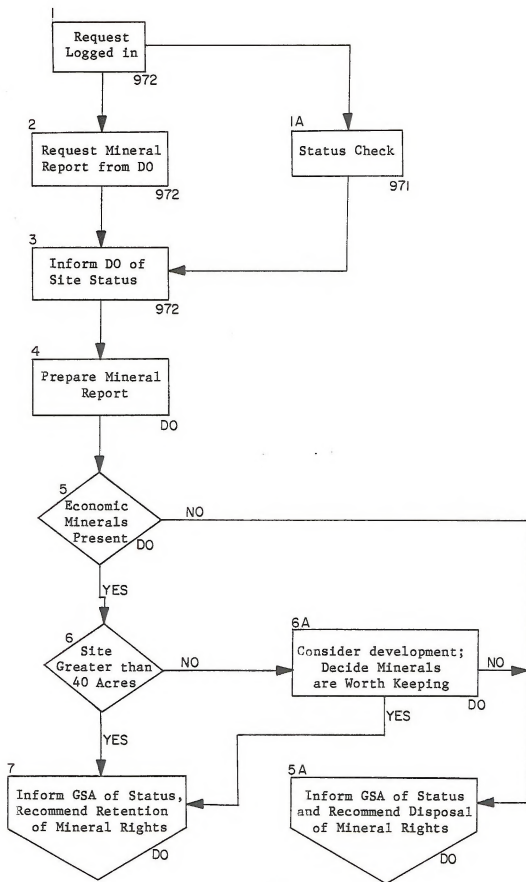 1
Request
Logged in
972
2
Request Mineral
Report from DO
972
1A
Status Check
971
3
Inform DO of
Site Status
972
4
Prepare Mineral
Report
DO
5
Economic
Minerals
Present
DO
NO
YES
6
Site
Greater than
40 Acres
NO
YES
6A
Consider development;
Decide Minerals
are Worth Keeping
DO
NO
YES
7
Inform GSA of Status,
Recommend Retention
of Mineral Rights
DO
5A
Inform GSA of Status
and Recommend Disposal
of Mineral Rights
DO